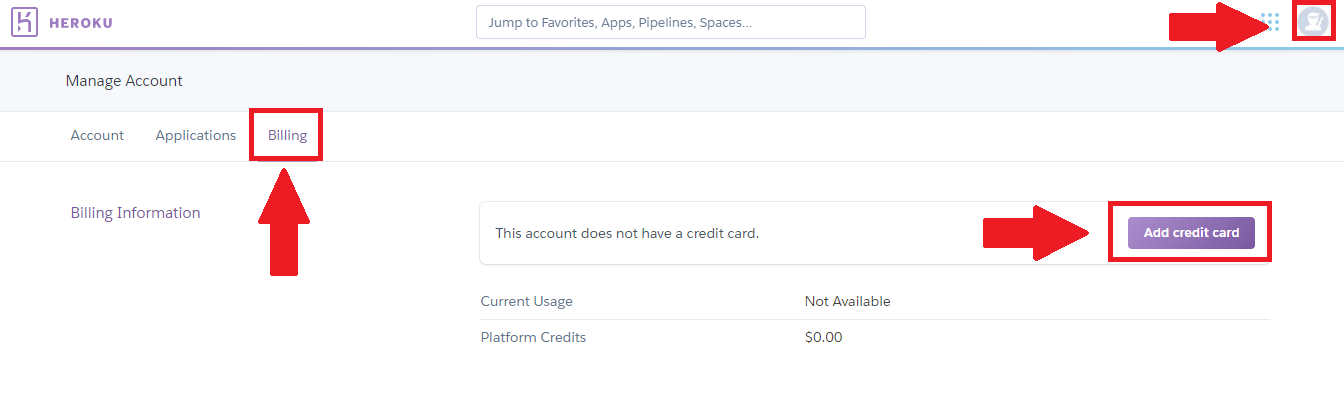 HEROKU
Jump to Favorites, Apps, Pipelines, Spaces...
Manage Account
Account Applications Billing
Billing Information
This account does not have a credit card. Add credit card
Current Usage Not Available
Platform Credits $0.00